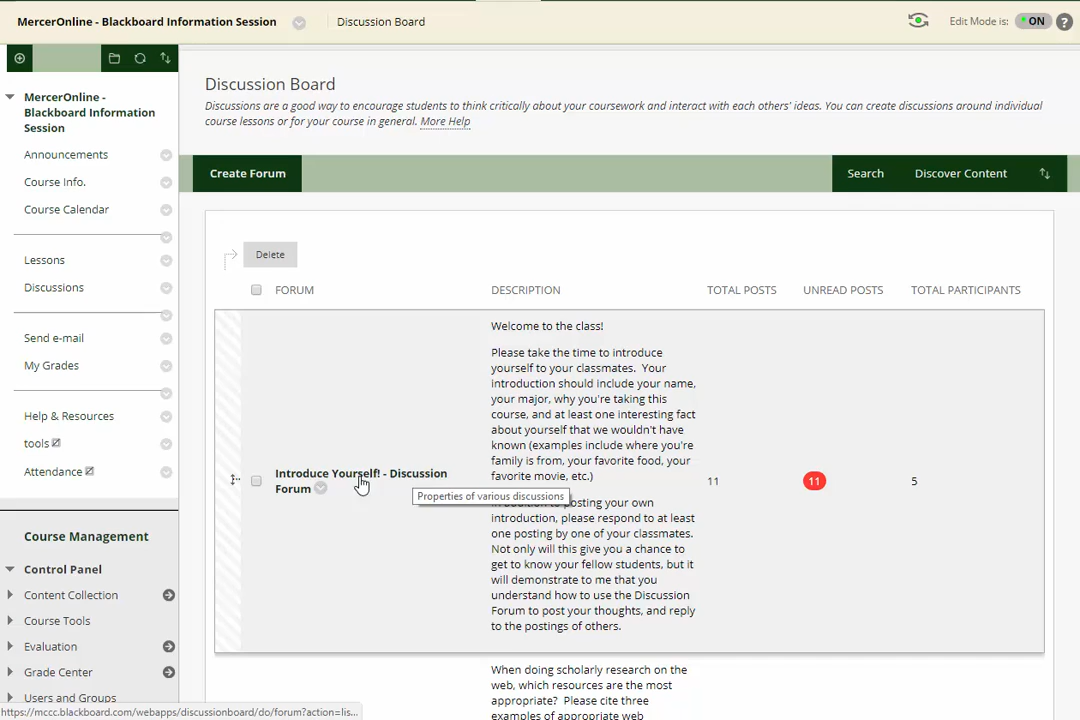 MercerOnline - Blackboard Information Session
Discussion Board
Edit Mode is:
ON
?
MercerOnline -
Blackboard Information
Session
Announcements
Course Info.
Course Calendar
Lessons
Discussions
Send e-mail
My Grades
Help & Resources
tools
Attendance
Course Management
Control Panel
Content Collection
Course Tools
Evaluation
Grade Center
Users and Groups
https://mccc.blackboard.com/webapps/discussionboard/do/forum?action=lis...
Discussion Board
Discussions are a good way to encourage students to think critically about your coursework and interact with each others' ideas. You can create discussions around individual
course lessons or for your course in general. More Help
Create Forum
Search
Discover Content
Delete
FORUM
DESCRIPTION
TOTAL POSTS
UNREAD POSTS
TOTAL PARTICIPANTS
Introduce Yourself! - Discussion
Forum
Properties of various discussions
Welcome to the class!
Please take the time to introduce
yourself to your classmates. Your
introduction should include your name,
your major, why you're taking this
course, and at least one interesting fact
about yourself that we wouldn't have
known (examples include where you're
family is from, your favorite food, your
favorite movie, etc.)
posting your own
introduction, please respond to at least
one posting by one of your classmates.
Not only will this give you a chance to
get to know your fellow students, but it
will demonstrate to me that you
understand how to use the Discussion
Forum to post your thoughts, and reply
to the postings of others.
11
11
5
When doing scholarly research on the
web, which resources are the most
appropriate? Please cite three
examples of appropriate web